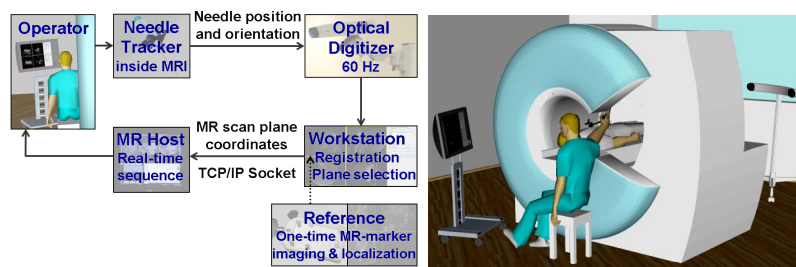 Operator
Needle
Tracker
inside MRI
Needle position
and orientation
Optical
Digitizer
60 Hz
MR Host
Real-time
sequence
MR scan plane
coordinates
TCP/IP Socket
Workstation
Registration
Plane selection
Reference
One-time MR-marker
imaging & localization